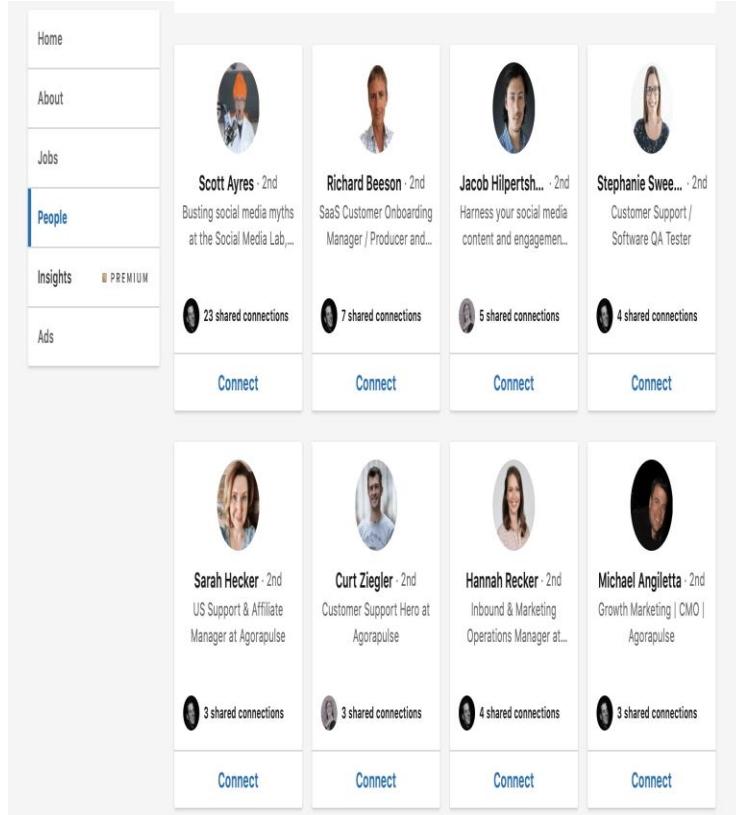 Home
About
Jobs
People
Insights PREMIUM
Ads
Scott Ayres · 2nd
Busting social media myths
at the Social Media Lab,...
23 shared connections
Connect
Richard Beeson · 2nd
SaaS Customer Onboarding
Manager / Producer and...
7 shared connections
Connect
Jacob Hilpertsh... · 2nd
Harness your social media
content and engagemen...
5 shared connections
Connect
Stephanie Swee... · 2nd
Customer Support /
Software QA Tester
4 shared connections
Connect
Sarah Hecker · 2nd
US Support & Affiliate
Manager at Agorapulse
3 shared connections
Connect
Curt Ziegler · 2nd
Customer Support Hero at
Agorapulse
3 shared connections
Connect
Hannah Recker · 2nd
Inbound & Marketing
Operations Manager at...
4 shared connections
Connect
Michael Angiletta · 2nd
Growth Marketing | CMO |
Agorapulse
3 shared connections
Connect